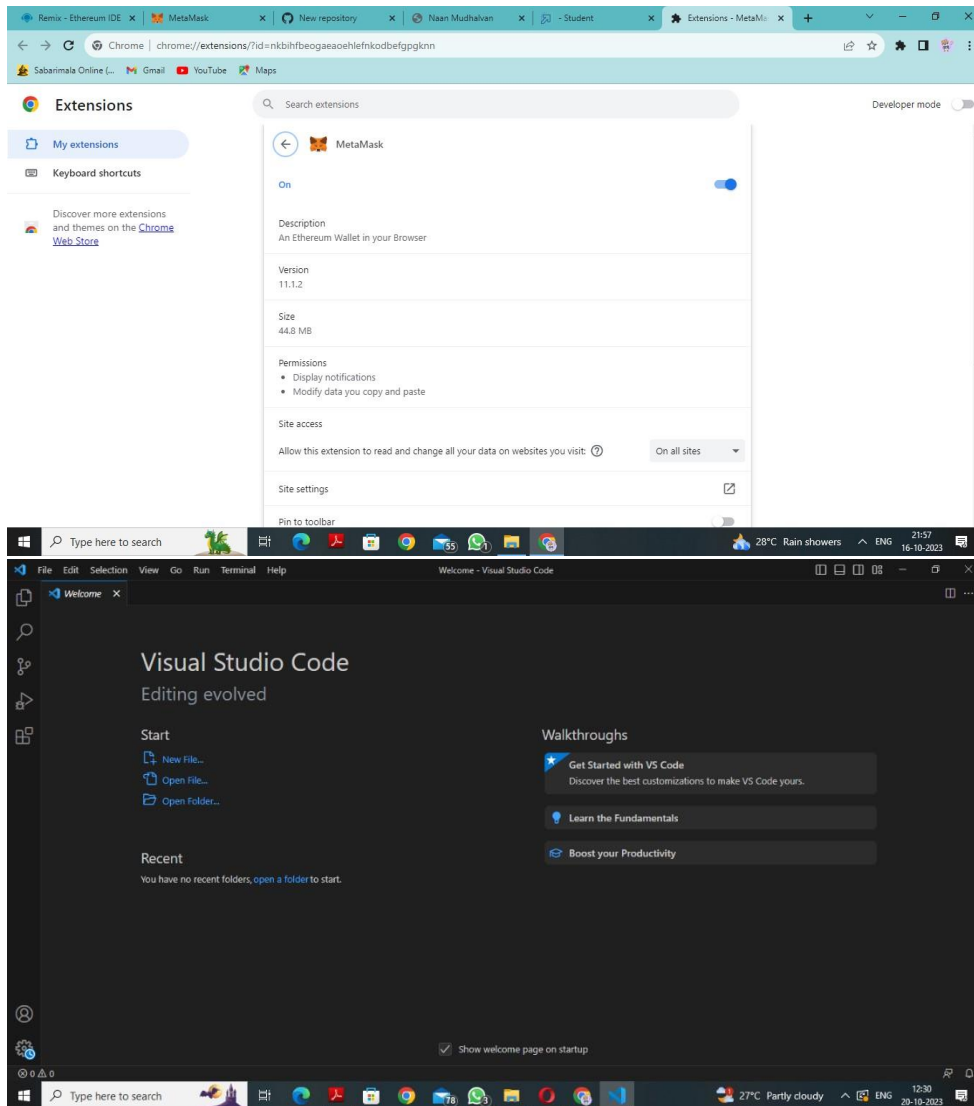 Remix - Ethereum IDE
MetaMask
New repository
Naan Mudhalvan
- Student
Extensions - MetaMa
Chrome | chrome://extensions/?id=nkbihfbeogaeaoehlefnkodbefgpgknn
Sabarimala Online (... Gmail YouTube Maps
Extensions
Search extensions
Developer mode
My extensions
Keyboard shortcuts
Discover more extensions
and themes on the Chrome
Web Store
MetaMask
On
Description
An Ethereum Wallet in your Browser
Version
11.1.2
Size
44.8 MB
Permissions
• Display notifications
• Modify data you copy and paste
Site access
Allow this extension to read and change all your data on websites you visit: On all sites
Site settings
Pin to toolbar
Type here to search
55
1
28°C Rain showers
ENG
21:57
16-10-2023
File Edit Selection View Go Run Terminal Help
Welcome - Visual Studio Code
Welcome
Visual Studio Code
Editing evolved
Start
New File...
Open File...
Open Folder...
Recent
You have no recent folders, open a folder to start.
Walkthroughs
Get Started with VS Code
Discover the best customizations to make VS Code yours.
Learn the Fundamentals
Boost your Productivity
Show welcome page on startup
0 0
Type here to search
78
3
27°C Partly cloudy
ENG
12:30
20-10-2023